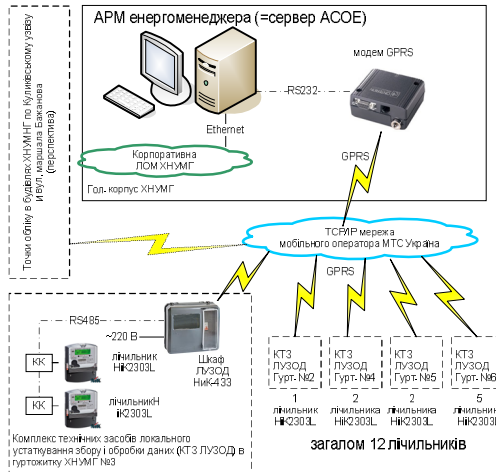 АРМ енергоменеджера (=сервер АСОЕ)
модем GPRS
RS232
Ethernet
Корпоративна
ЛОМ ХНУМГ
Гол. корпус ХНУМГ
GPRS
Точки обліку в будівлях ХНУМНГ по Куликівському узвізу
и вул. маршала Бажанова
(перспектива)
TCP/IP мережа
мобільного оператора МТС Україна
GPRS
RS485
~220 В
КК
лічильник
НіК2303L
Шкаф
ЛУЗОД
НиК-433
КК
лічильникН
іК2303L
Комплекс технічних засобів локального
устаткування збору і обробки даних (КТЗ ЛУЗОД) в
гуртожитку ХНУМГ №3
КТЗ
ЛУЗОД
Гурт. №2
КТЗ
ЛУЗОД
Гурт. №4
КТЗ
ЛУЗОД
Гурт. №5
КТЗ
ЛУЗОД
Гурт. №6
1
лічильник
НіК2303L
2
лічильника
НіК2303L
2
лічильника
НіК2303L
5
лічильників
НіК2303L
загалом 12 лічильників